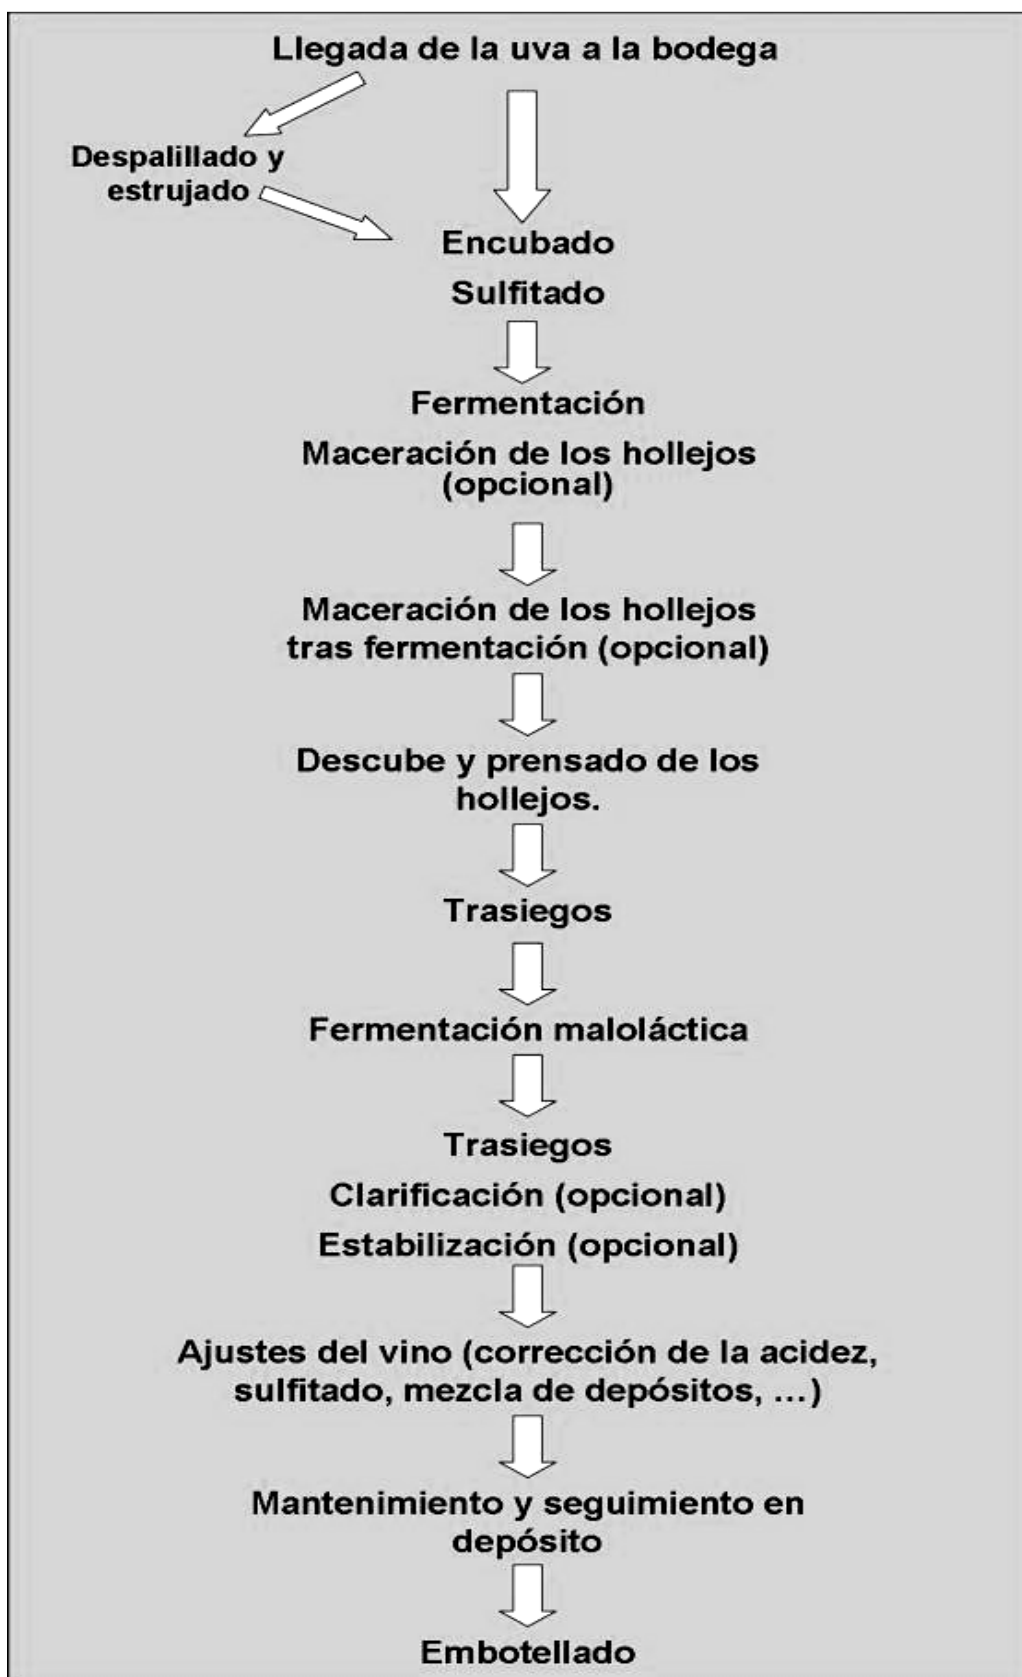 Llegada de la uva a la bodega
Despalillado y
estrujado
Encubado
Sulfitado
Fermentación
Maceración de los hollejos
(opcional)
Maceración de los hollejos
tras fermentación (opcional)
Descube y prensado de los
hollejos.
Trasiegos
Fermentación maloláctica
Trasiegos
Clarificación (opcional)
Estabilización (opcional)
Ajustes del vino (corrección de la acidez,
sulfitado, mezcla de depósitos, ...)
Mantenimiento y seguimiento en
depósito
Embotellado